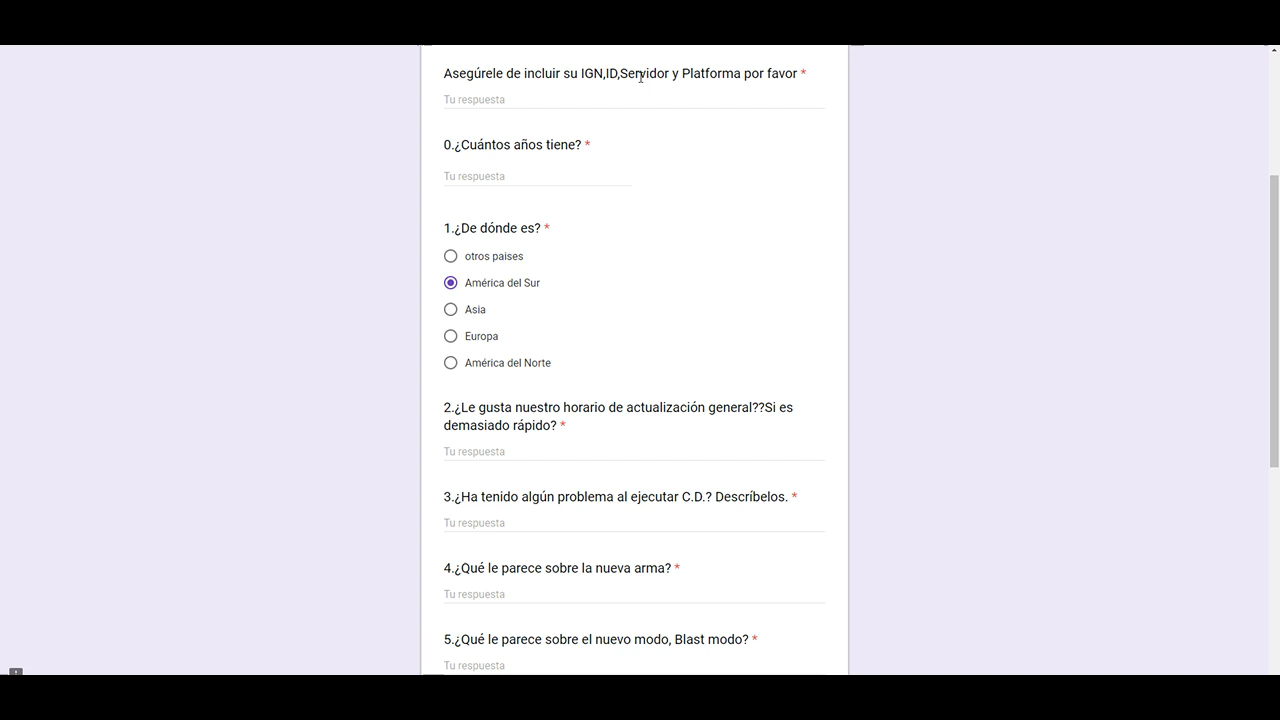 Asegúrele de incluir su IGN,ID,Servidor y Platforma por favor *
Tu respuesta
0.¿Cuántos años tiene? *
Tu respuesta
1.¿De dónde es? *
otros paises
América del Sur
Asia
Europa
América del Norte
2.¿Le gusta nuestro horario de actualización general??Si es
demasiado rápido? *
Tu respuesta
3.¿Ha tenido algún problema al ejecutar C.D.? Descríbelos. *
Tu respuesta
4.¿Qué le parece sobre la nueva arma? *
Tu respuesta
5.¿Qué le parece sobre el nuevo modo, Blast modo? *
Tu respuesta